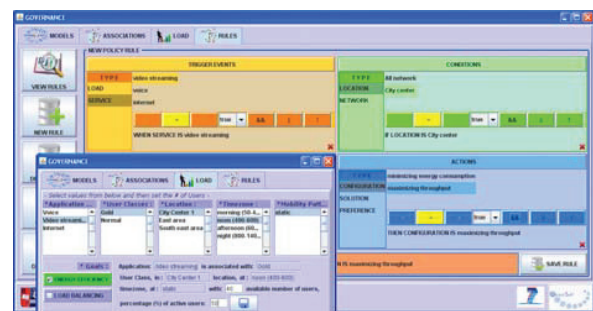 GOVERNANCE
MODELS
ASSOCIATIONS
LOAD
RULES
NEW POLICY RULE
VIEW RULES
NEW RULE
TRIGGER EVENTS
TYPE
LOAD
SERVICE
video streaming
voice
internet
= true && || !
WHEN SERVICE IS video streaming
CONDITIONS
TYPE
LOCATION
NETWORK
All network
City center
true &&
IF LOCATION IS City center
ACTIONS
TYPE
CONFIGURATION
SOLUTION
PREFERENCE
minimizing energy consumption
maximizing throughput
true &&
THEN CONFIGURATION IS maximizing throughput
N IS maximizing throughput
SAVE RULE
GOVERNANCE
MODELS
ASSOCIATIONS
LOAD
RULES
Select values from below and then set the # of Users
*Application
*User Classes:
*Location:
*Timezone:
*Mobility Patt...
Voice
Video streami...
Internet
Gold
Normal
City Center 1
East area
South east area
static
* Goals:
ENERGY EFFICIENCY
LOAD BALANCING
Application: video streaming is associated with: Gold
User Class, in: City Center 1 location, at: noon (400-800)
timezone, at: static with: 60 available number of users,
percentage (%) of active users: 10